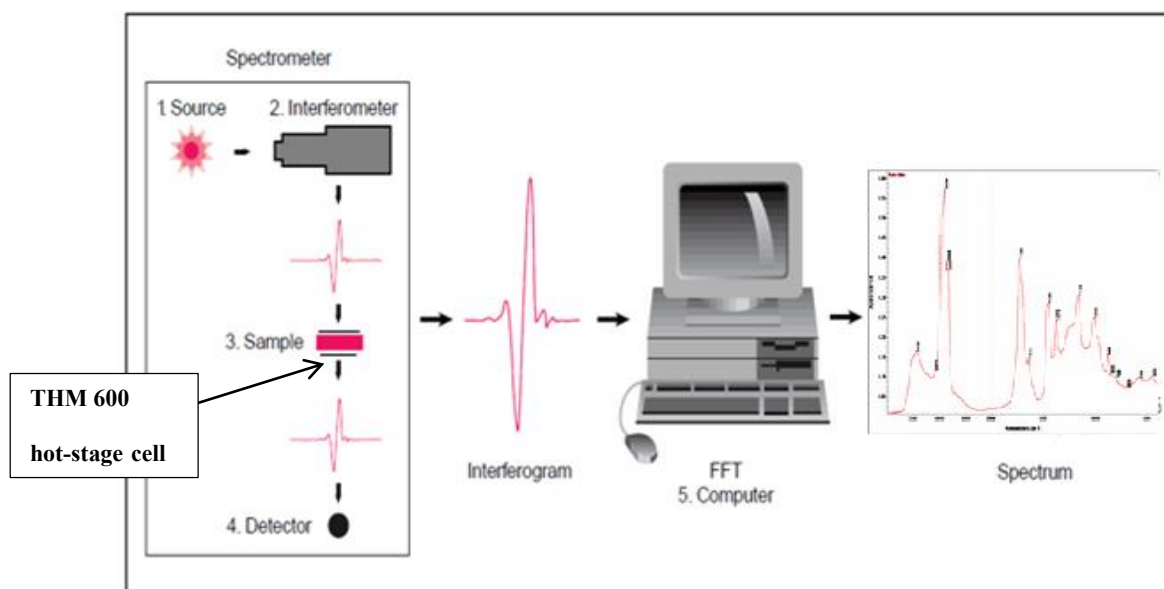 Spectrometer
1. Source
2. Interferometer
3. Sample
THM 600
hot-stage cell
4. Detector
Interferogram
FFT
5. Computer
Spectrum